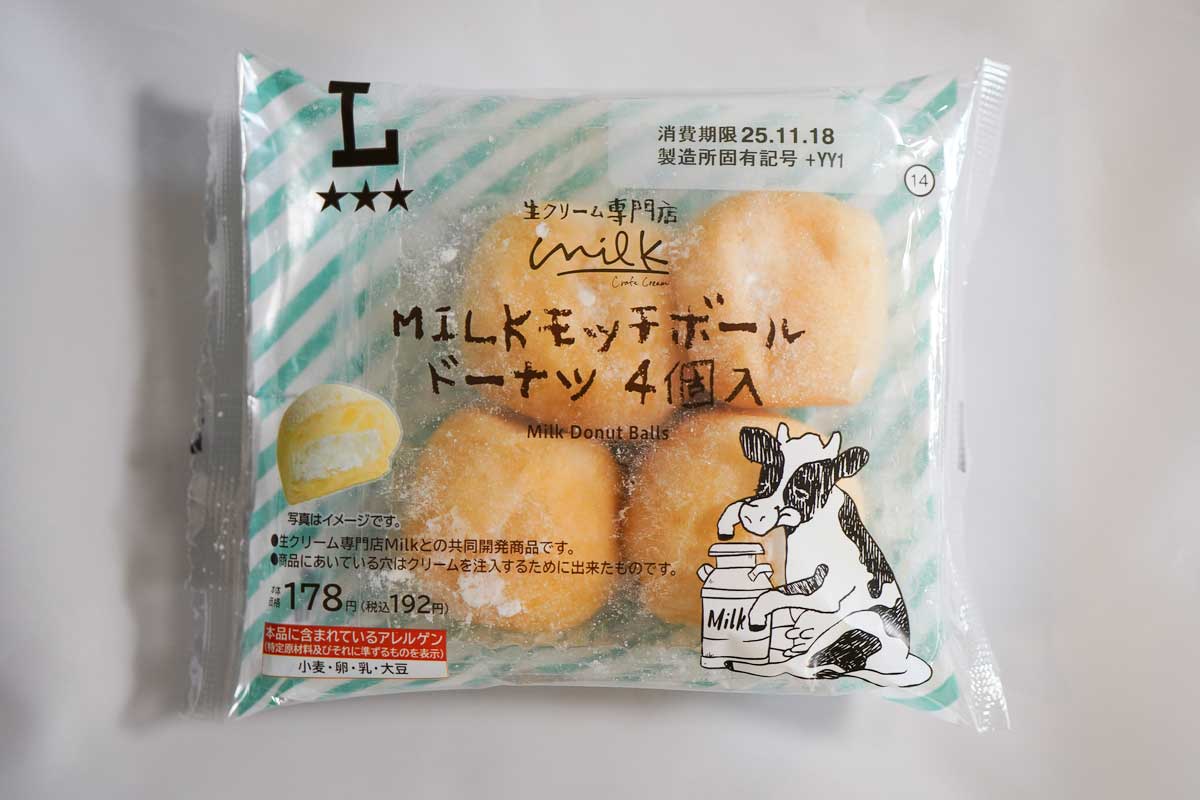 L
★★★
消費期限 25.11.18
製造所固有記号 +YY1
14
生クリーム専門店
milk
Crafe Cream
MILKモッチボール
ドーナツ 4個入
Milk Donut Balls
写真はイメージです。
●生クリーム専門店Milkとの共同開発商品です。
●商品にあいている穴はクリームを注入するために出来たものです。
本体価格 178円(税込192円)
Milk
本品に含まれているアレルゲン
(特定原材料及びそれに準ずるものを表示)
小麦・卵・乳・大豆